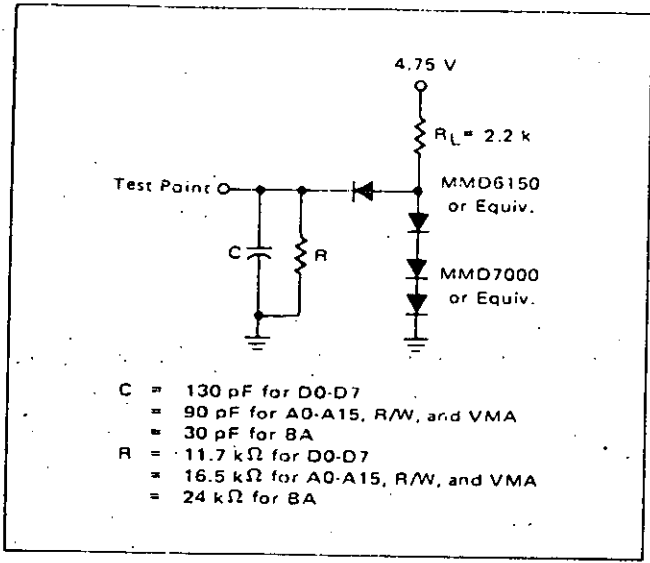 4.75 V
RL = 2.2 k
Test Point
MMD6150
or Equiv.
C
R
MMD7000
or Equiv.
C = 130 pF for D0-D7
= 90 pF for A0-A15, R/W, and VMA
= 30 pF for BA
R = 11.7 kΩ for D0-D7
= 16.5 kΩ for A0-A15, R/W, and VMA
= 24 kΩ for BA